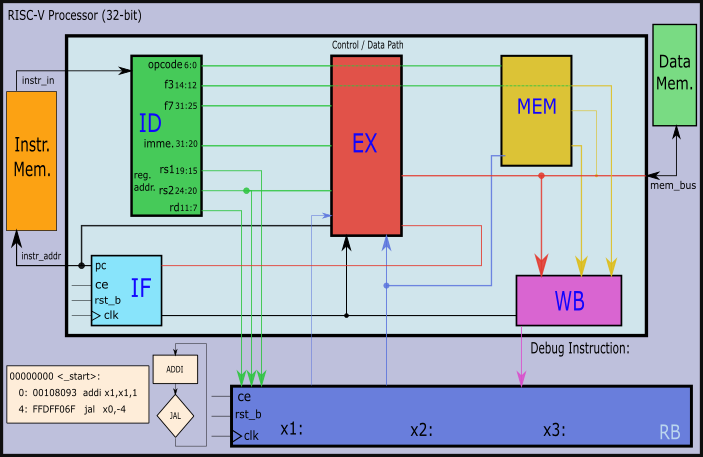 RISC-V Processor (32-bit)
Control / Data Path
instr_in
opcode 6:0
f3 14:12
f7 31:25
ID
imme. 31:20
reg.
addr.
rs1 19:15
rs2 24:20
rd 11:7
EX
MEM
Data
Mem.
Instr.
Mem.
mem_bus
instr_addr
pc
ce
rst_b
clk
IF
WB
Debug Instruction:
00000000 <_start>:
0: 00108093 addi x1,x1,1
4: FFDFF06F jal x0,-4
ADDI
JAL
ce
rst_b
clk
x1:
x2:
x3:
RB